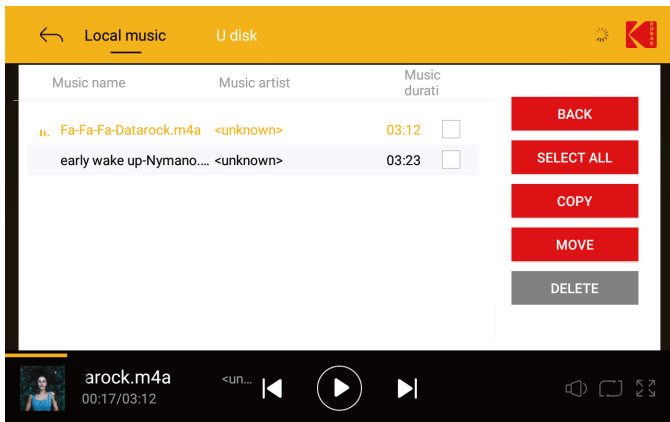 Local music
U disk
KODAK
Music name
Music artist
Music
durati
Fa-Fa-Fa-Datarock.m4a
<unknown>
03:12
early wake up-Nymano....
<unknown>
03:23
BACK
SELECT ALL
COPY
MOVE
DELETE
arock.m4a
<un...
00:17/03:12